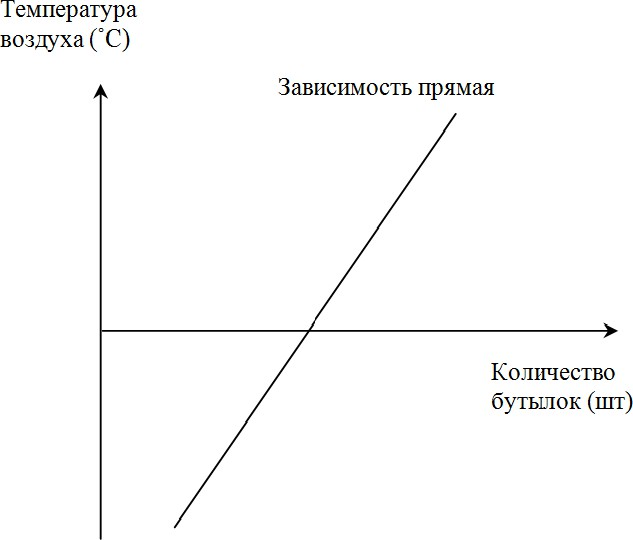 Температура
воздуха (˚С)
Зависимость прямая
Количество
бутылок (шт)